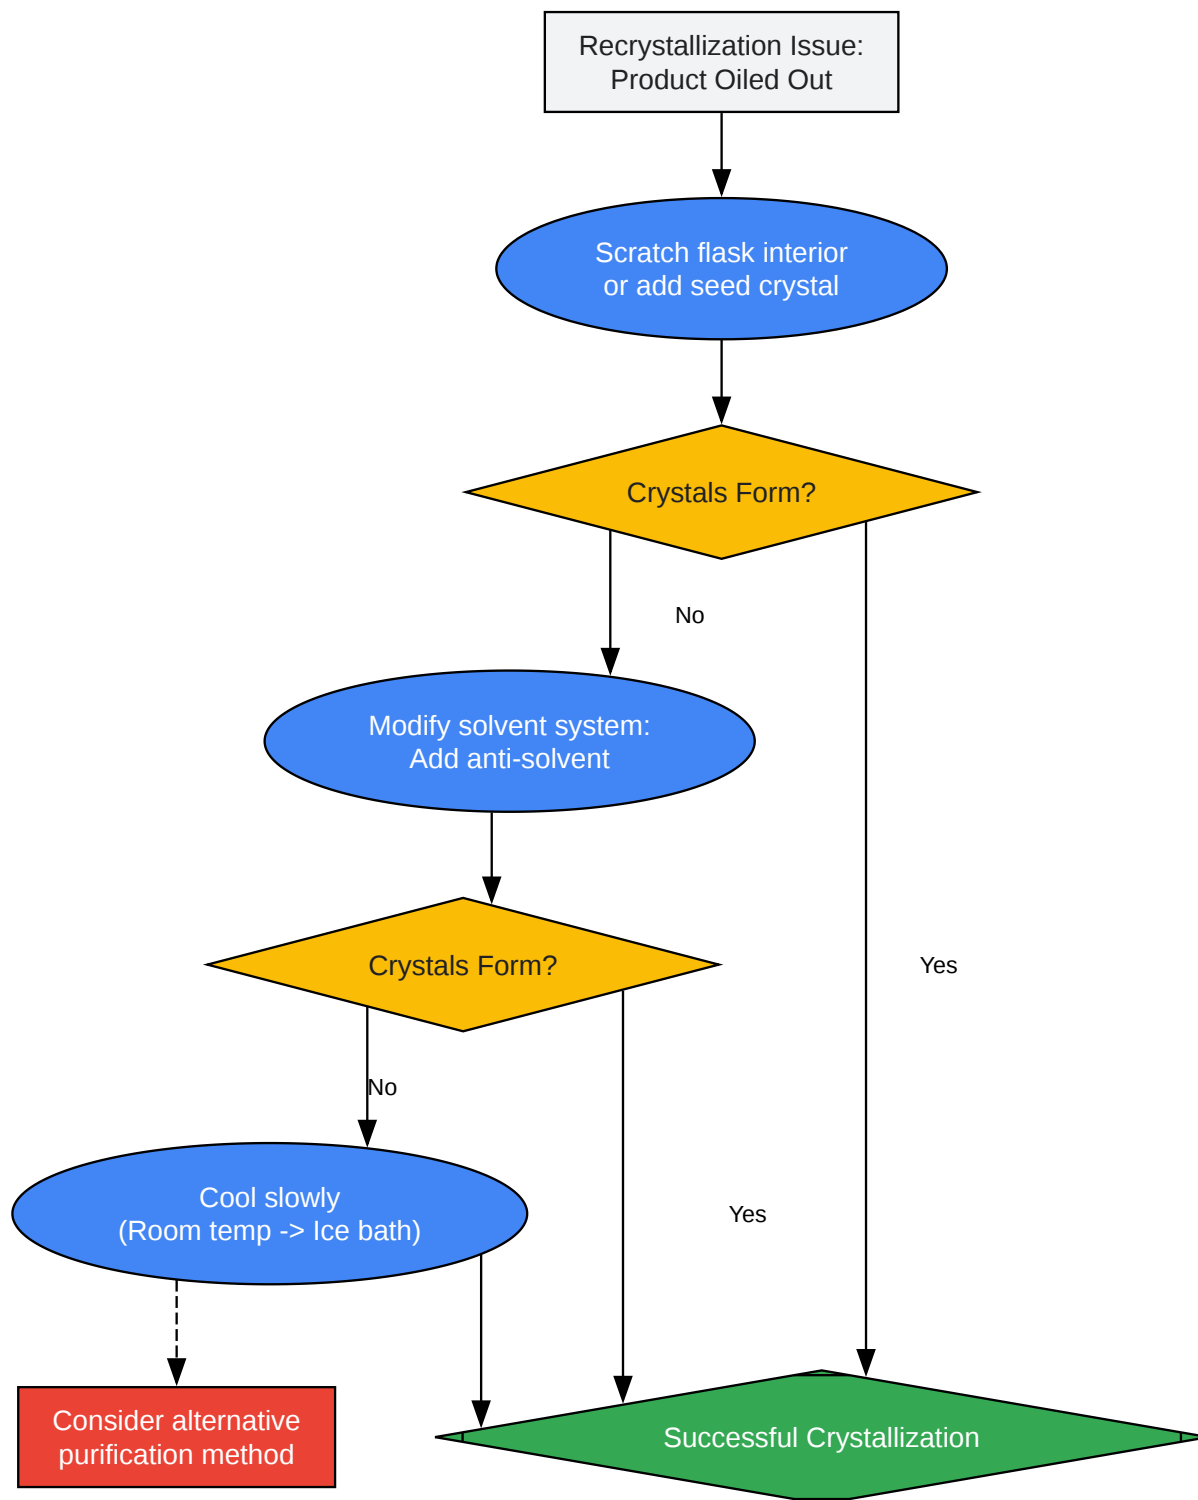 Recrystallization Issue:
Product Oiled Out
Scratch flask interior
or add seed crystal
Crystals Form?
No
Modify solvent system:
Add anti-solvent
Crystals Form?
Yes
No
Cool slowly
(Room temp -> Ice bath)
Yes
Consider alternative
purification method
Successful Crystallization